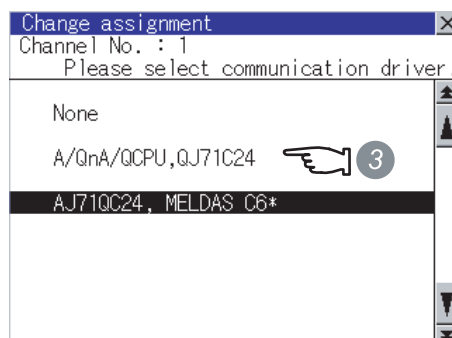 Change assignment
Channel No. : 1
Please select communication driver.
None
A/QnA/QCPU,QJ71C24
3
AJ71QC24, MELDAS C6*